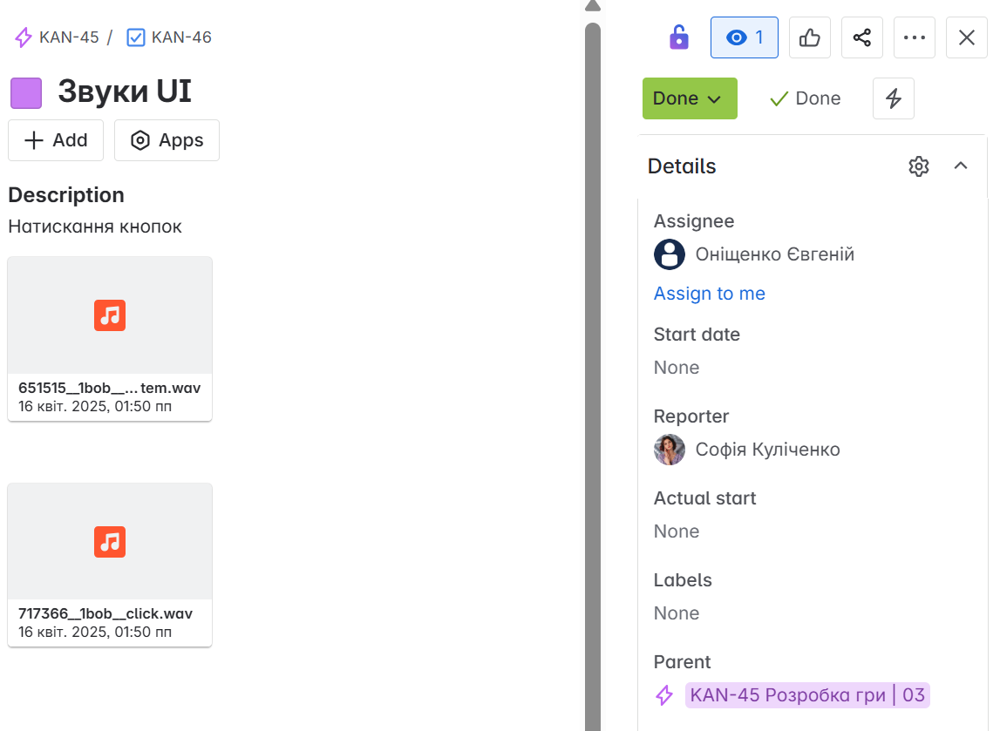 KAN-45 / KAN-46
Звуки UI
Add
Apps
Description
Натискання кнопок
651515__1bob__... tem.wav
16 квіт. 2025, 01:50 пп
717366__1bob__click.wav
16 квіт. 2025, 01:50 пп
1
Done
Done
Details
Assignee
Оніщенко Євгеній
Assign to me
Start date
None
Reporter
Софія Куліченко
Actual start
None
Labels
None
Parent
KAN-45 Розробка гри | 03